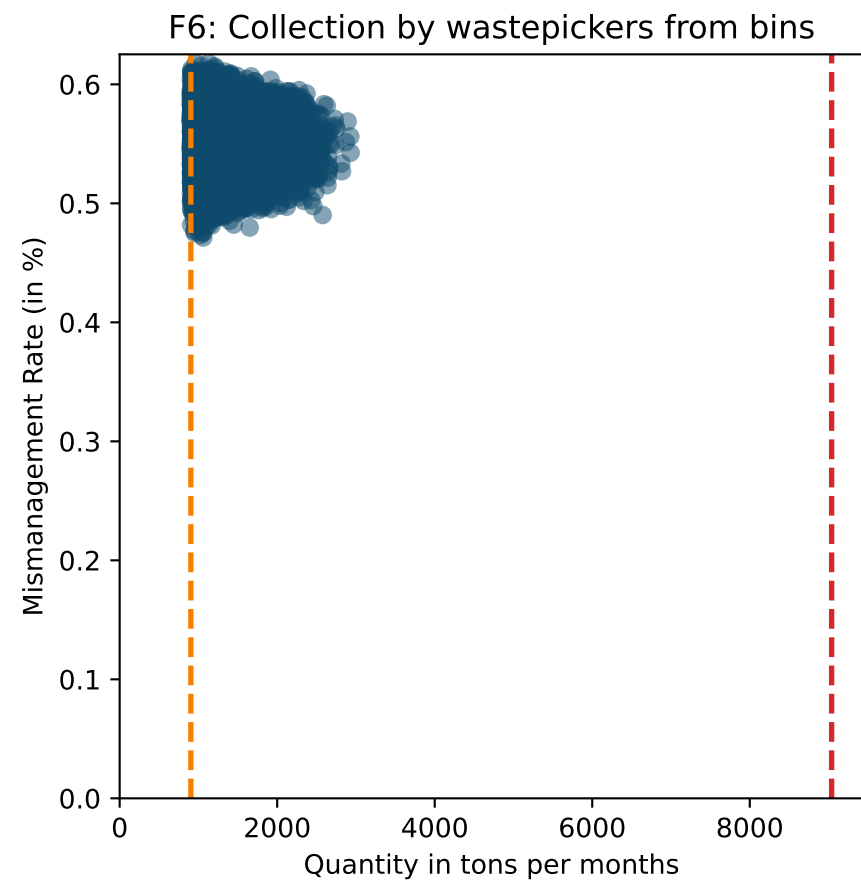 F6: Collection by wastepickers from bins
0.6
0.5
0.4
0.3
0.2
0.1
0.0
Mismanagement Rate (in %)
0 2000 4000 6000 8000
Quantity in tons per months